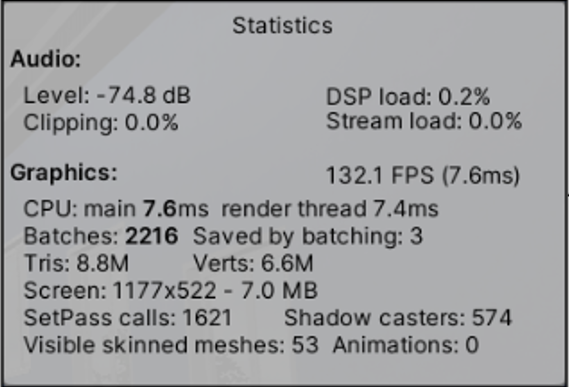 Statistics
Audio:
Level: -74.8 dB DSP load: 0.2%
Clipping: 0.0% Stream load: 0.0%
Graphics: 132.1 FPS (7.6ms)
CPU: main 7.6ms render thread 7.4ms
Batches: 2216 Saved by batching: 3
Tris: 8.8M Verts: 6.6M
Screen: 1177x522 - 7.0 MB
SetPass calls: 1621 Shadow casters: 574
Visible skinned meshes: 53 Animations: 0